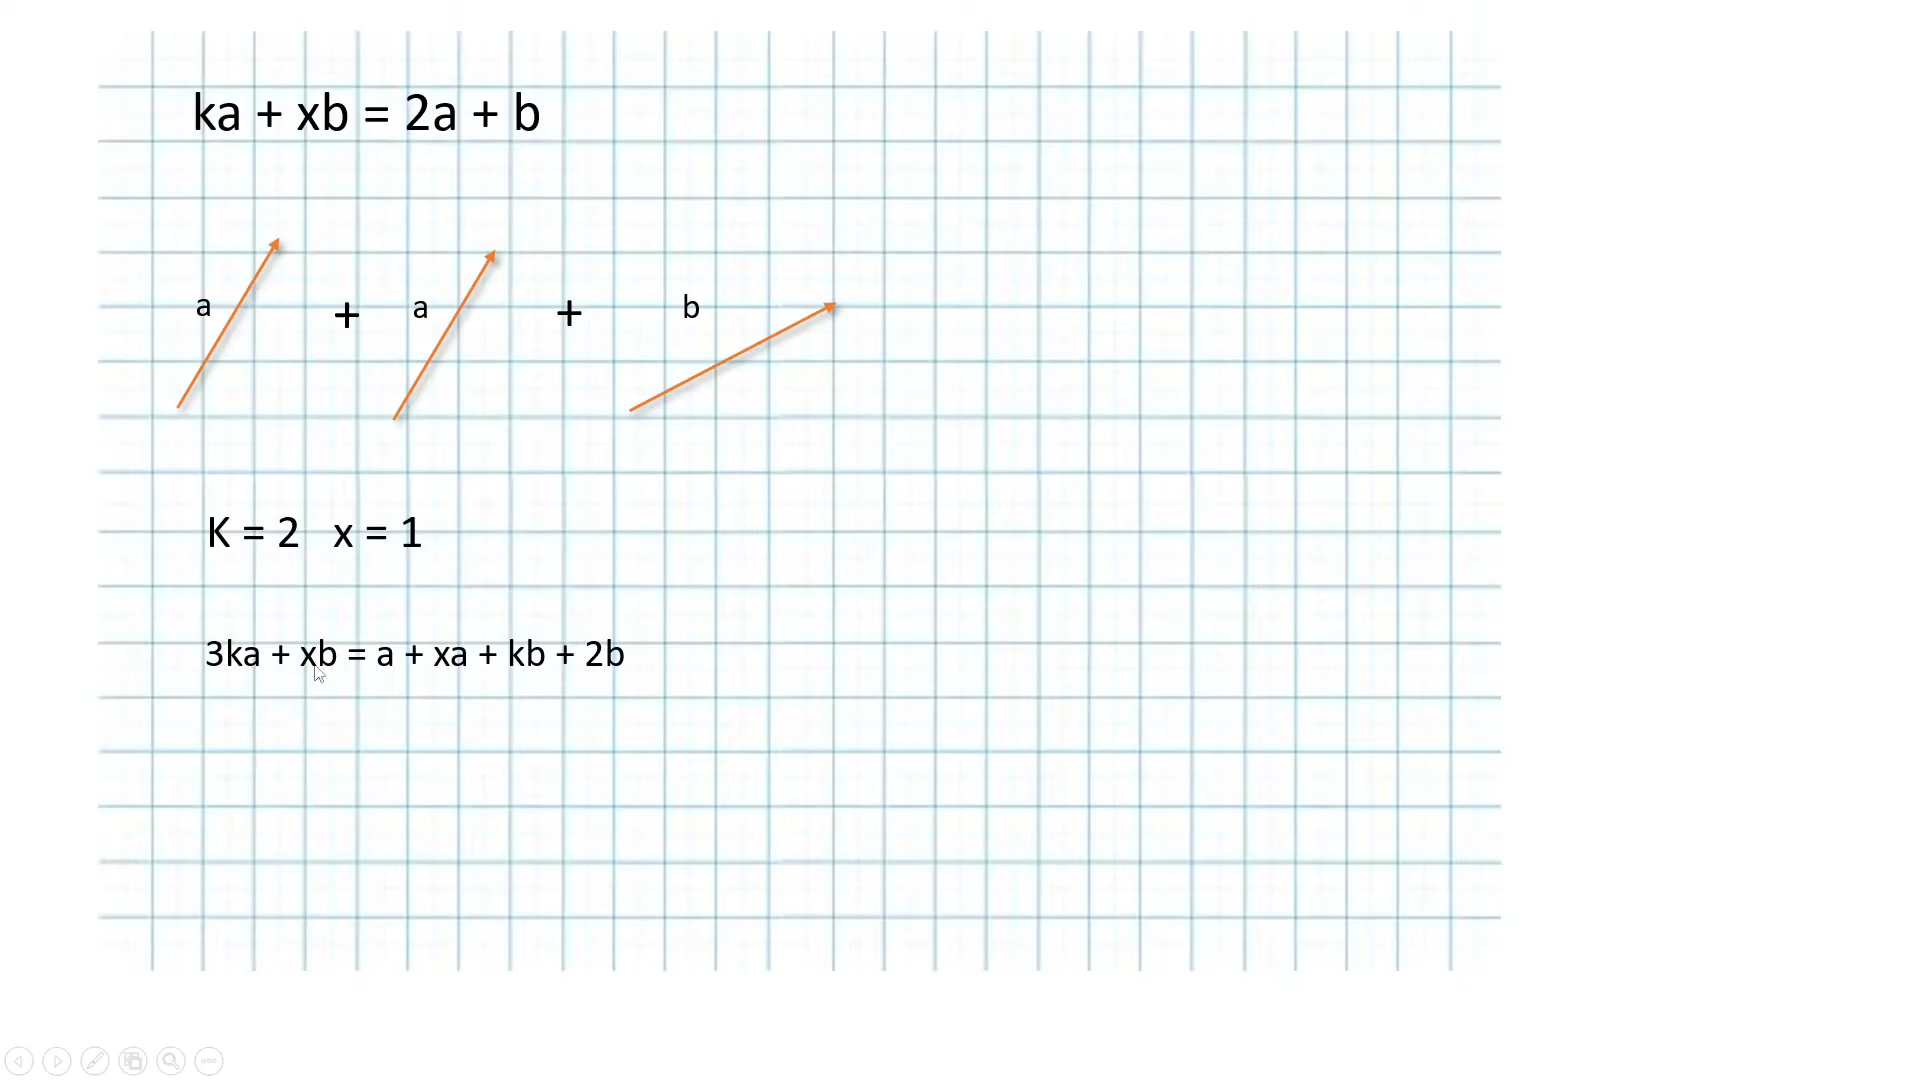 ka + xb = 2a + b
a + a + b
K = 2 x = 1
3ka + xb = a + xa + kb + 2b